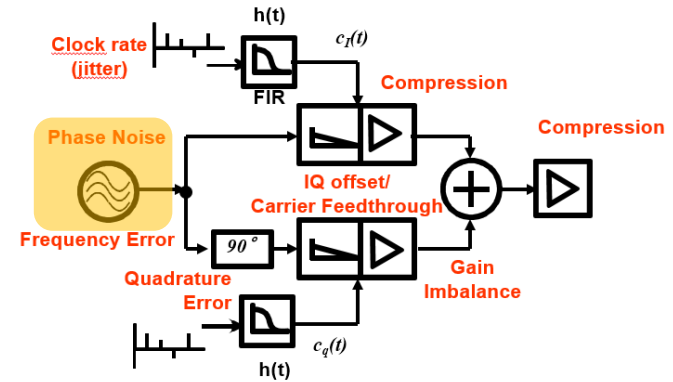 h(t)
Clock rate
(jitter)
c_I(t)
FIR
Compression
Phase Noise
Compression
IQ offset/
Carrier Feedthrough
Frequency Error
90°
Quadrature
Error
Gain
Imbalance
c_q(t)
h(t)